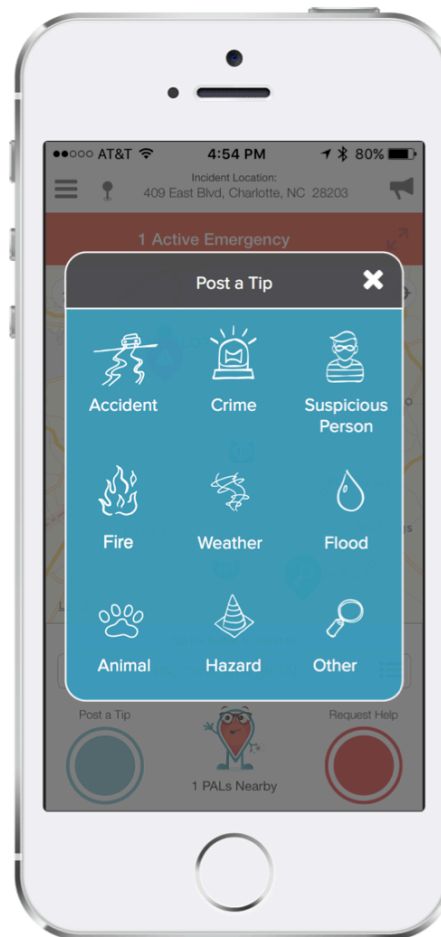 AT&T 4:54 PM 80%
Incident Location:
409 East Blvd, Charlotte, NC 28203
1 Active Emergency
Post a Tip
Accident Crime Suspicious
Person
Fire Weather Flood
Animal Hazard Other
Post a Tip Request Help
1 PALs Nearby